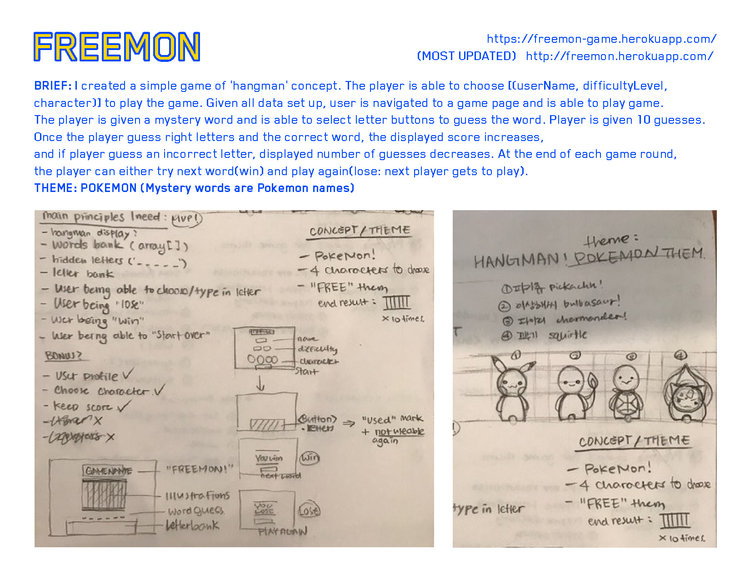 FREEMON
https://freemon-game.herokuapp.com/
(MOST UPDATED) http://freemon.herokuapp.com/
BRIEF: I created a simple game of 'hangman' concept. The player is able to choose [(userName, difficultyLevel,
character)] to play the game. Given all data set up, user is navigated to a game page and is able to play game.
The player is given a mystery word and is able to select letter buttons to guess the word. Player is given 10 guesses.
Once the player guess right letters and the correct word, the displayed score increases,
and if player guess an incorrect letter, displayed number of guesses decreases. At the end of each game round,
the player can either try next word(win) and play again(lose: next player gets to play).
THEME: POKEMON (Mystery words are Pokemon names)
main principles I need: (five!)
- hangman display?
- words bank (array[])
- hidden letters ('- - - - -')
- letter bank
- User being able to choose/type in letter
- User being "lose"
- User being "win"
- User being able to "start over"
BONUS?
- User profile ✓
- Choose character ✓
- Keep score ✓
CONCEPT/THEME
- Pokemon!
- 4 characters to choose
- "FREE" them
end result:
x 10 times
name
difficulty
character
start
(Button)
letters
⇒ "used" mark
+ not useable
again
You win
next word
Win
You
lose
PLAY AGAIN
Lose
GAMENAME
"FREEMON!"
Illustrations
Word Guess
Letterbank
theme:
HANGMAN! POKEMON THEM
① 피카츄 pickachu!
② 이상해씨 bulbasaur!
③ 파이리 charmander!
④ 꼬부기 squirtle
① ② ③ ④
CONCEPT/THEME
- Pokemon!
- 4 characters to choose
- "FREE" them
type in letter
end result:
x 10 times